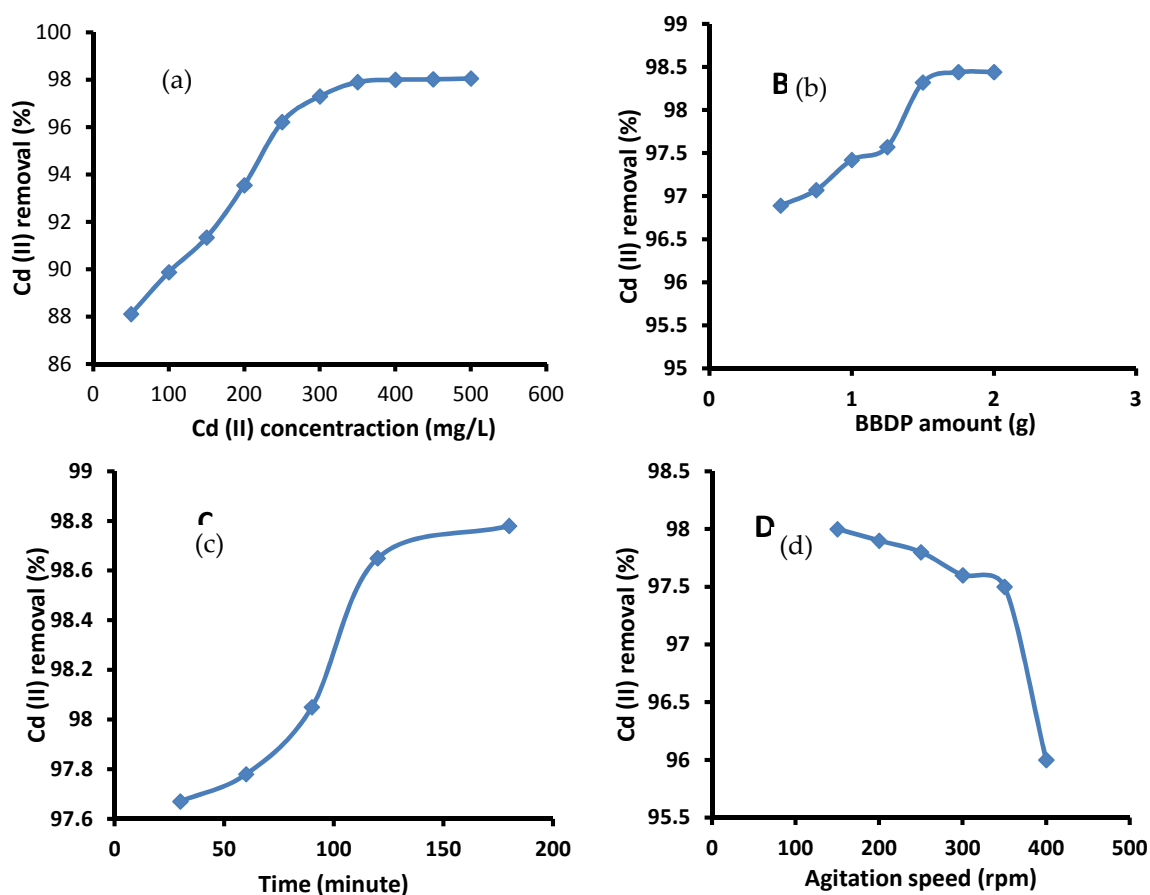 100
98
96
94
92
90
88
86
0 100 200 300 400 500 600
Cd (II) removal (%)
Cd (II) concentraction (mg/L)
(a)
99
98.5
98
97.5
97
96.5
96
95.5
95
0 1 2 3
Cd (II) removal (%)
BBDP amount (g)
B (b)
99
98.8
98.6
98.4
98.2
98
97.8
97.6
0 50 100 150 200
Cd (II) removal (%)
Time (minute)
C
(c)
98.5
98
97.5
97
96.5
96
95.5
0 100 200 300 400 500
Cd (II) removal (%)
Agitation speed (rpm)
D (d)